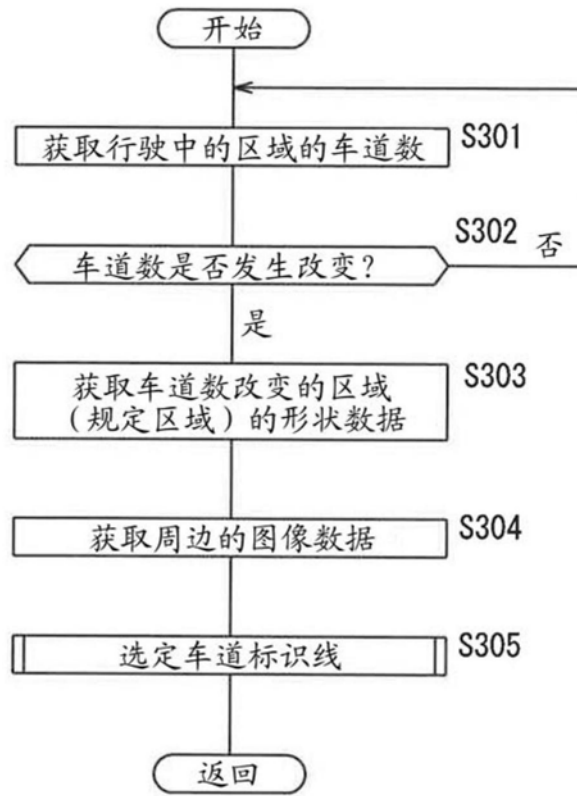 开始
获取行驶中的区域的车道数
S301
车道数是否发生改变？
S302
否
是
获取车道数改变的区域
（规定区域）的形状数据
S303
获取周边的图像数据
S304
选定车道标识线
S305
返回